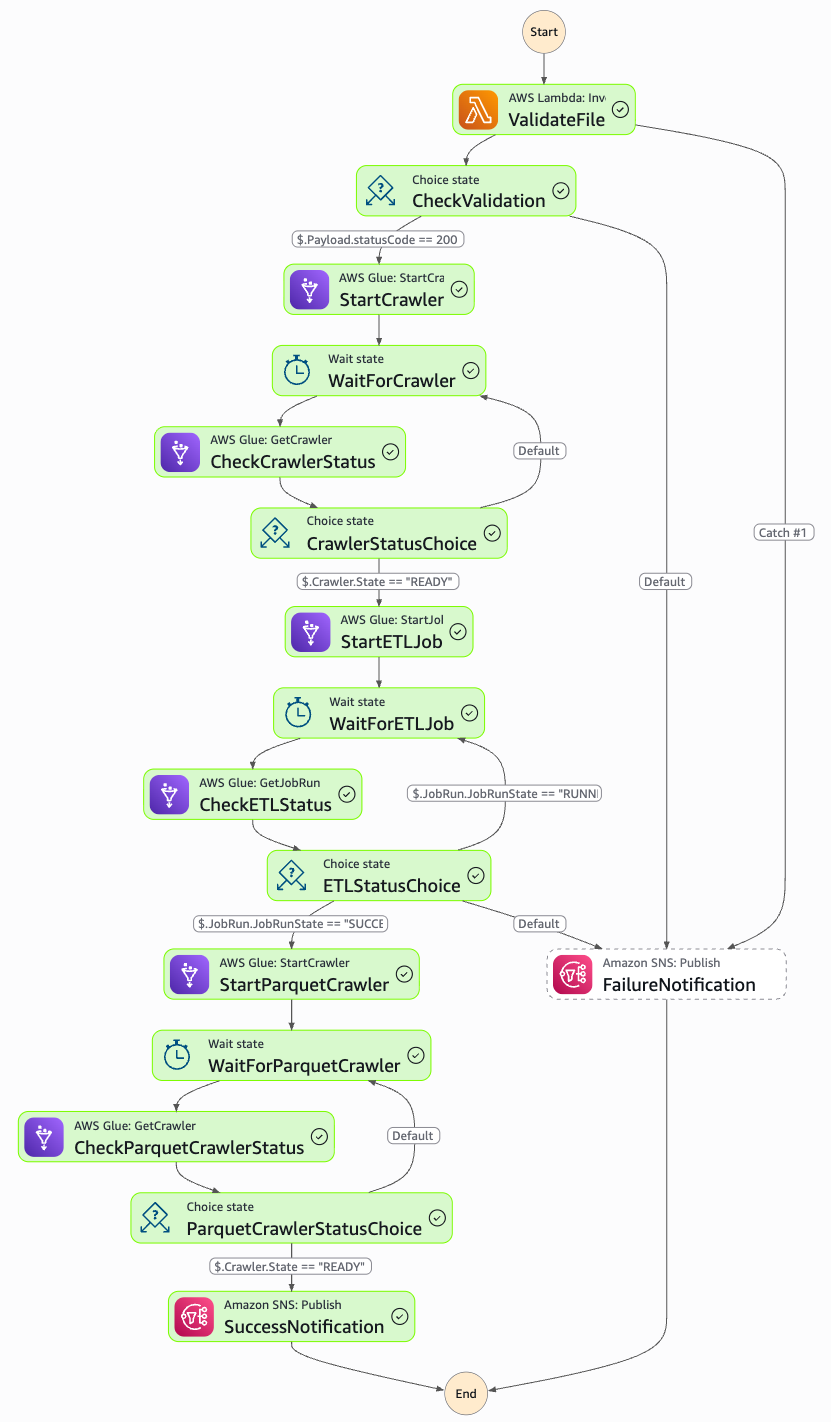 Start
AWS Lambda: Inv
ValidateFile
Choice state
CheckValidation
$.Payload.statusCode == 200
AWS Glue: StartCra
StartCrawler
Wait state
WaitForCrawler
AWS Glue: GetCrawler
CheckCrawlerStatus
Default
Choice state
CrawlerStatusChoice
Catch #1
$.Crawler.State == "READY"
Default
AWS Glue: StartJol
StartETLJob
Wait state
WaitForETLJob
AWS Glue: GetJobRun
CheckETLStatus
$.JobRun.JobRunState == "RUNNI
Choice state
ETLStatusChoice
$.JobRun.JobRunState == "SUCCE
Default
AWS Glue: StartCrawler
StartParquetCrawler
Amazon SNS: Publish
FailureNotification
Wait state
WaitForParquetCrawler
AWS Glue: GetCrawler
CheckParquetCrawlerStatus
Default
Choice state
ParquetCrawlerStatusChoice
$.Crawler.State == "READY"
Amazon SNS: Publish
SuccessNotification
End